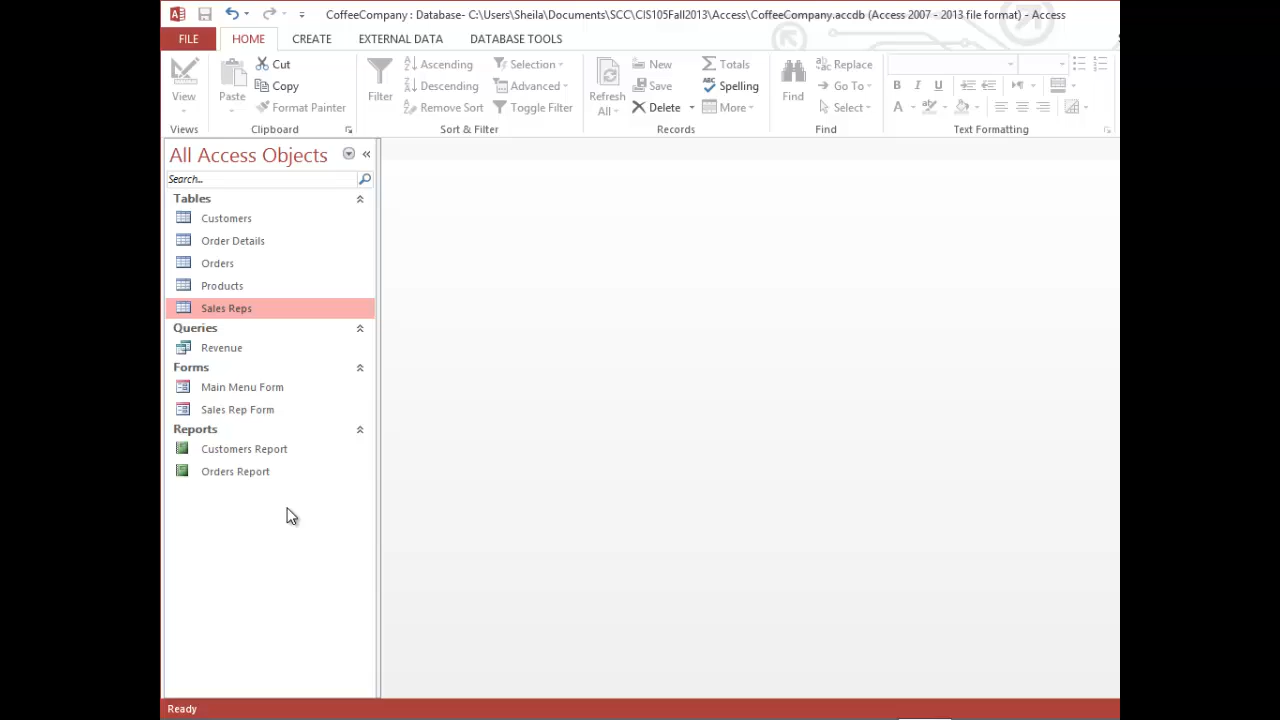 CoffeeCompany : Database- C:\Users\Sheila\Documents\SCC\CIS105Fall2013\Access\CoffeeCompany.accdb (Access 2007 - 2013 file format) - Access
FILE HOME CREATE EXTERNAL DATA DATABASE TOOLS
View
Views
Paste
Cut
Copy
Format Painter
Clipboard
Filter
Ascending
Descending
Remove Sort
Selection
Advanced
Toggle Filter
Sort & Filter
Refresh
All
New
Save
Delete
Totals
Spelling
More
Records
Find
Replace
Go To
Select
Find
B I U
A
Text Formatting
All Access Objects
Search...
Tables
Customers
Order Details
Orders
Products
Sales Reps
Queries
Revenue
Forms
Main Menu Form
Sales Rep Form
Reports
Customers Report
Orders Report
Ready